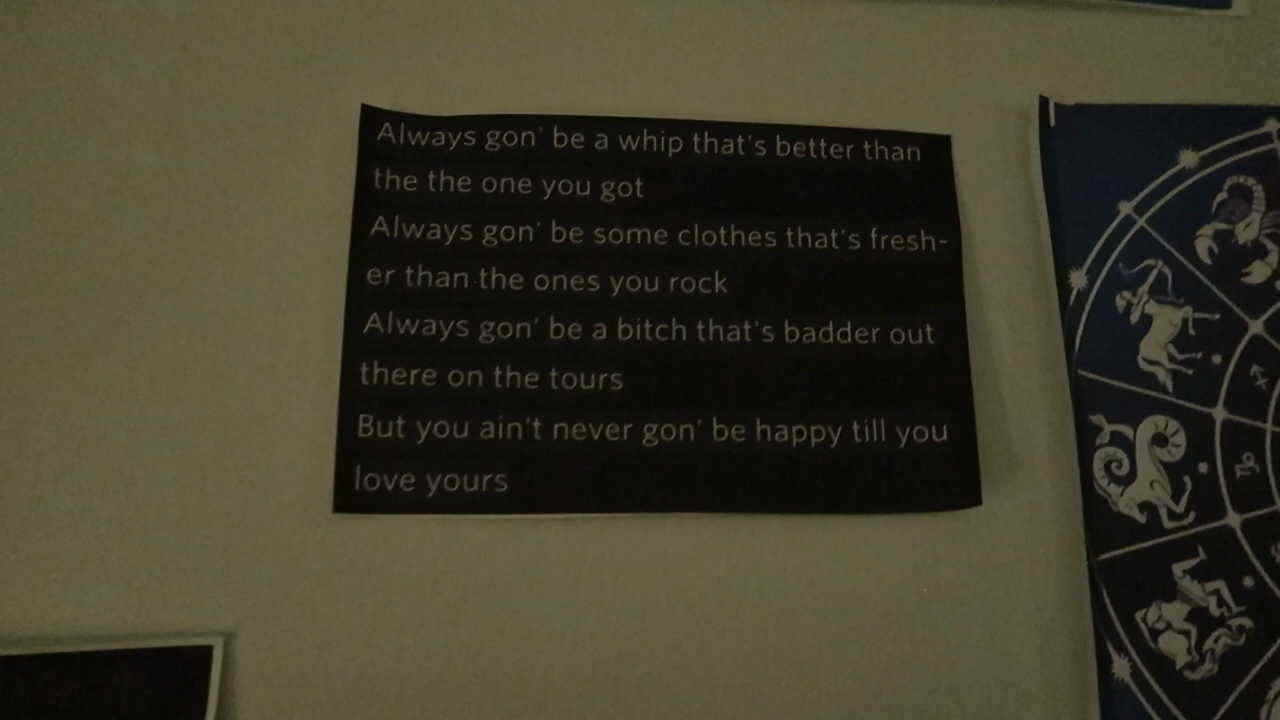 Always gon' be a whip that's better than
the the one you got
Always gon' be some clothes that's fresh-
er than the ones you rock
Always gon' be a bitch that's badder out
there on the tours
But you ain't never gon' be happy till you
love yours